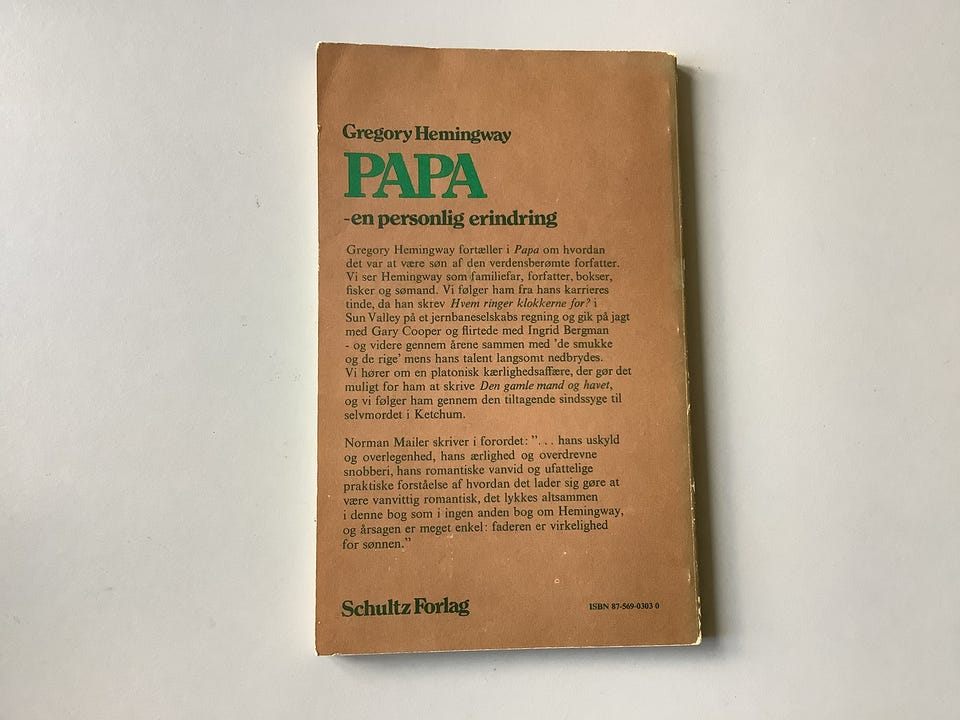 Gregory Hemingway
PAPA
-en personlig erindring
Gregory Hemingway fortæller i Papa om hvordan
det var at være søn af den verdensberømte forfatter.
Vi ser Hemingway som familiefar, forfatter, bokser,
fisker og sømand. Vi følger ham fra hans karrieres
tinde, da han skrev Hvem ringer klokkerne for? i
Sun Valley på et jernbaneselskabs regning og gik på jagt
med Gary Cooper og flirtede med Ingrid Bergman
- og videre gennem årene sammen med 'de smukke
og de rige' mens hans talent langsomt nedbrydes.
Vi hører om en platonisk kærlighedsaffære, der gør det
muligt for ham at skrive Den gamle mand og havet,
og vi følger ham gennem den tiltagende sindssyge til
selvmordet i Ketchum.
Norman Mailer skriver i forordet: ”. . . hans uskyld
og overlegenhed, hans ærlighed og overdrevne
snobberi, hans romantiske vanvid og ufattelige
praktiske forståelse af hvordan det lader sig gøre at
være vanvittig romantisk, det lykkes altsammen
i denne bog som i ingen anden bog om Hemingway,
og årsagen er meget enkel: faderen er virkelighed
for sønnen.”
Schultz Forlag
ISBN 87-569-0303 0